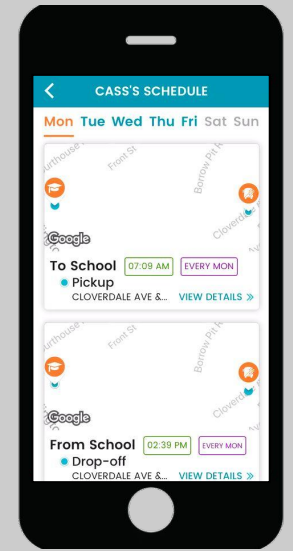 CASS'S SCHEDULE
Mon Tue Wed Thu Fri Sat Sun
Front St
Borrow Pit R
Google
To School 07:09 AM EVERY MON
Pickup
CLOVERDALE AVE &... VIEW DETAILS »
Front St
Borrow Pit R
Google
From School 02:39 PM EVERY MON
Drop-off
CLOVERDALE AVE &... VIEW DETAILS »